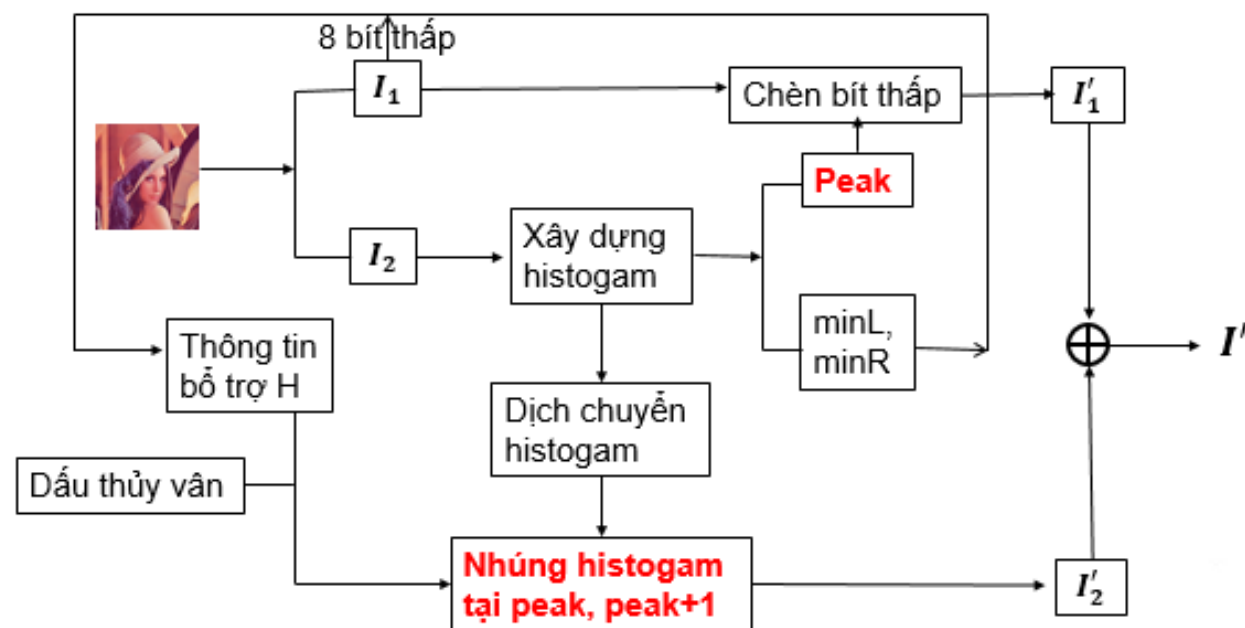 8 bít thấp
I₁
Chèn bít thấp
I′₁
Peak
I₂
Xây dựng
histogam
minL,
minR
Thông tin
bổ trợ H
I'
Dịch chuyển
histogam
Dấu thủy vân
Nhúng histogam
tại peak, peak+1
I′₂